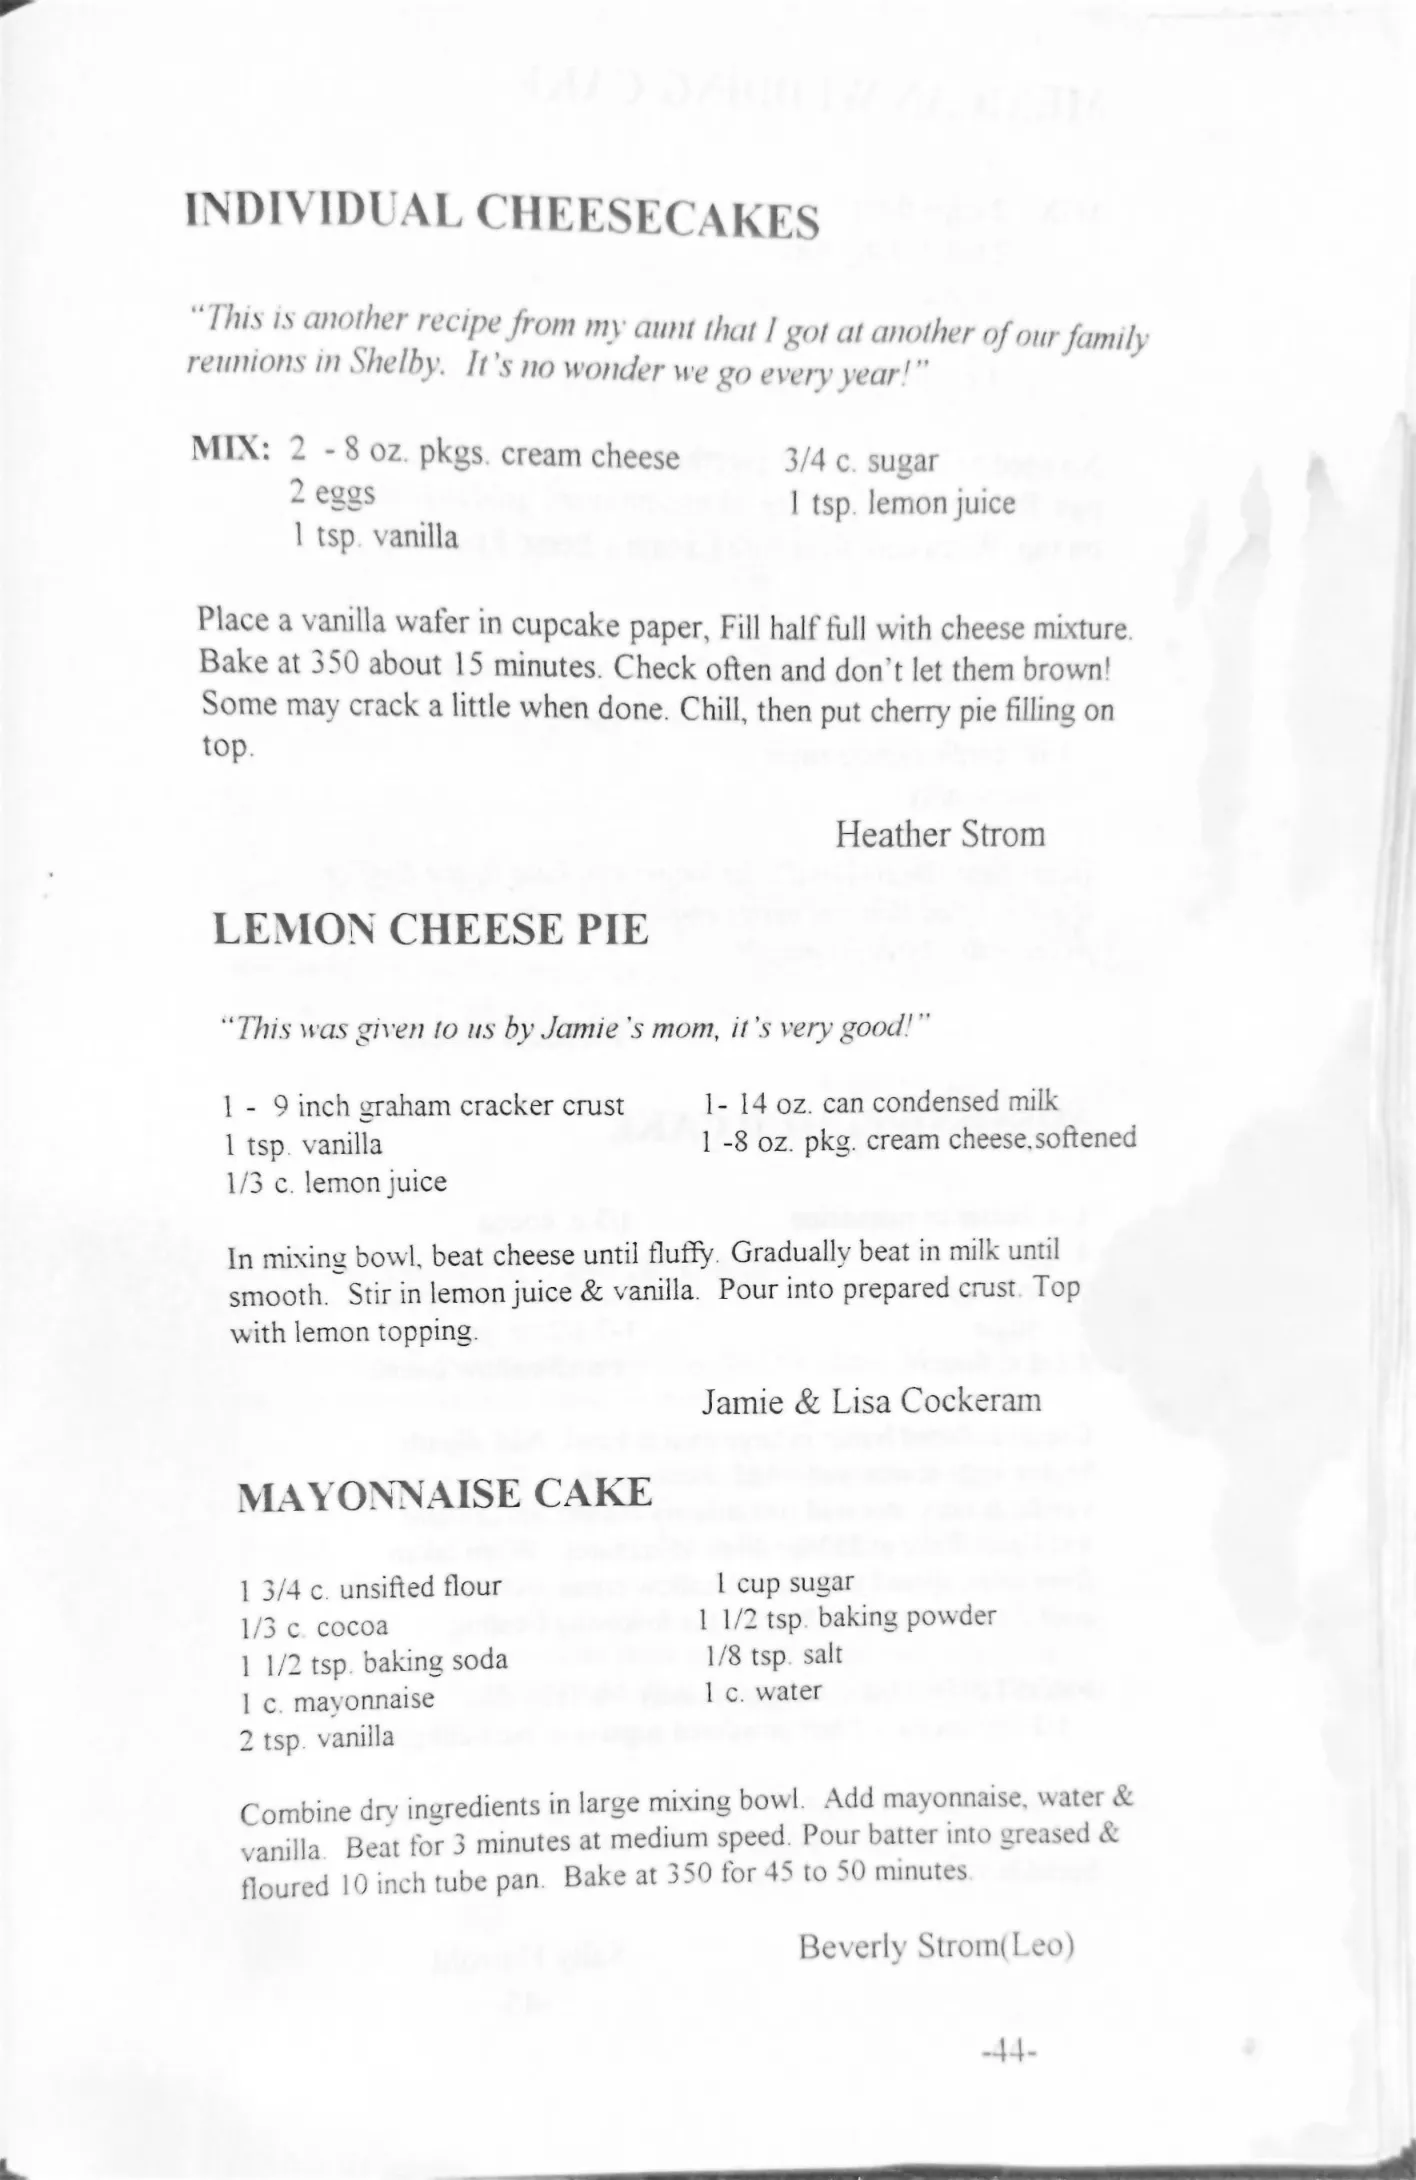 INDIVIDUAL CHEESECAKES
"This is another recipe from my aunt that I got at another of our family
reunions in Shelby. It's no wonder we go every year!"
MIX: 2 - 8 oz. pkgs. cream cheese 3/4 c. sugar
2 eggs 1 tsp. lemon juice
1 tsp. vanilla
Place a vanilla wafer in cupcake paper, Fill half full with cheese mixture.
Bake at 350 about 15 minutes. Check often and don't let them brown!
Some may crack a little when done. Chill, then put cherry pie filling on
top.
Heather Strom
LEMON CHEESE PIE
"This was given to us by Jamie's mom, it's very good!"
1 - 9 inch graham cracker crust 1- 14 oz. can condensed milk
1 tsp. vanilla 1 -8 oz. pkg. cream cheese,softened
1/3 c. lemon juice
In mixing bowl, beat cheese until fluffy. Gradually beat in milk until
smooth. Stir in lemon juice & vanilla. Pour into prepared crust. Top
with lemon topping.
Jamie & Lisa Cockeram
MAYONNAISE CAKE
1 3/4 c. unsifted flour 1 cup sugar
1/3 c. cocoa 1 1/2 tsp. baking powder
1 1/2 tsp. baking soda 1/8 tsp. salt
1 c. mayonnaise 1 c. water
2 tsp. vanilla
Combine dry ingredients in large mixing bowl. Add mayonnaise, water &
vanilla. Beat for 3 minutes at medium speed. Pour batter into greased &
floured 10 inch tube pan. Bake at 350 for 45 to 50 minutes.
Beverly Strom(Leo)
-44-